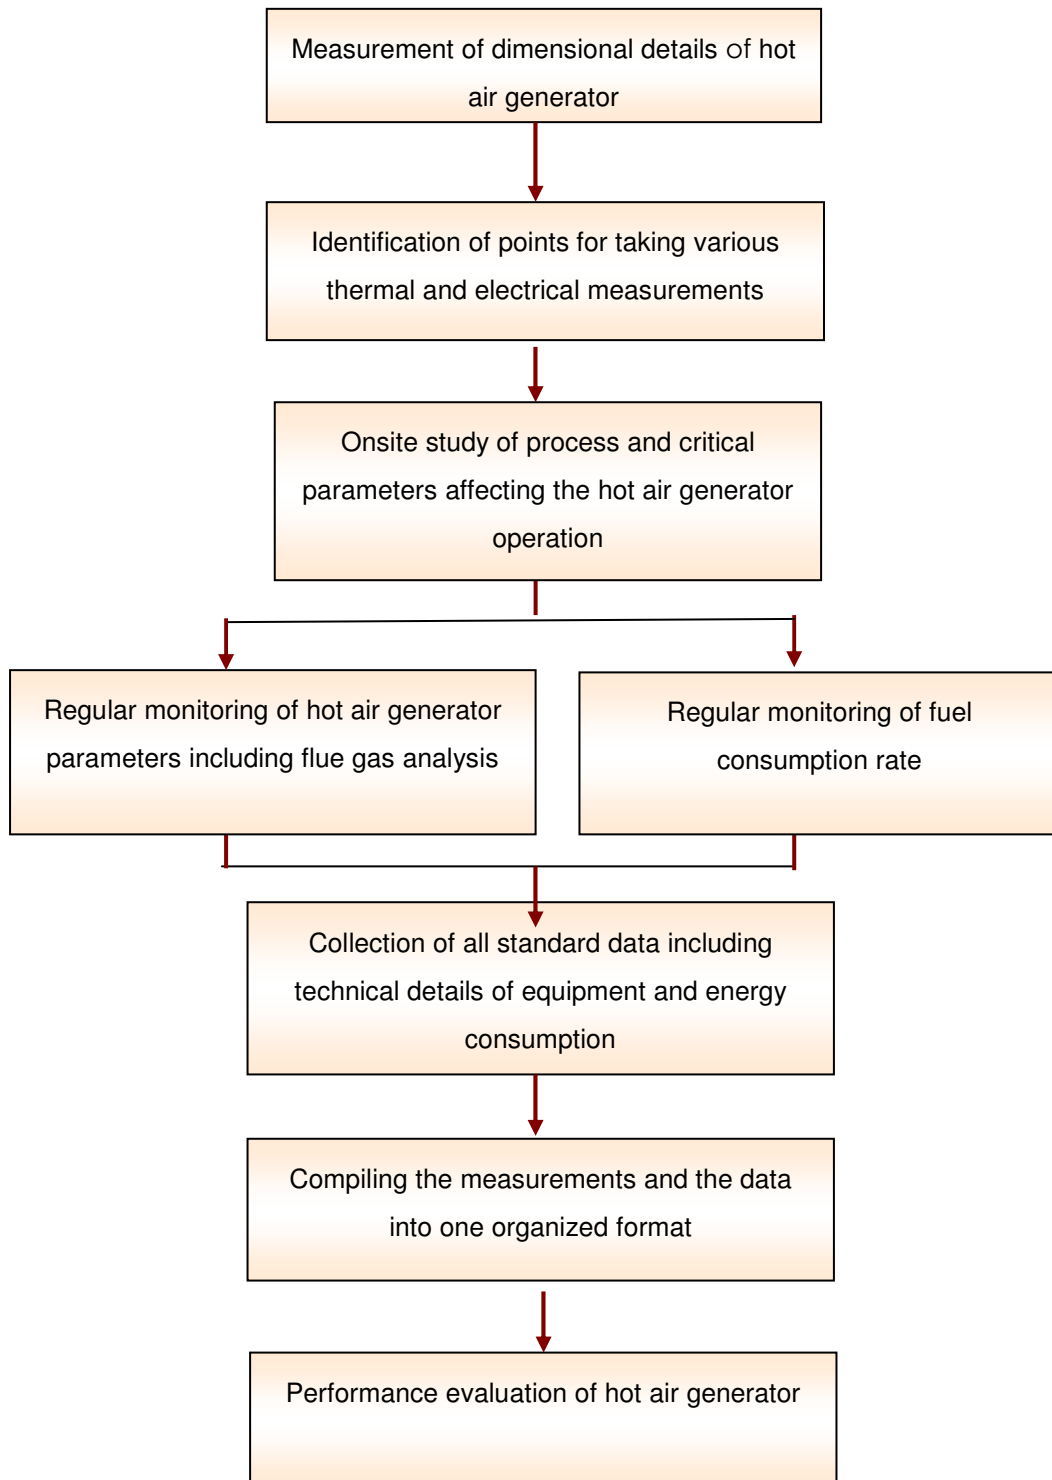 Measurement of dimensional details of hot
air generator
Identification of points for taking various
thermal and electrical measurements
Onsite study of process and critical
parameters affecting the hot air generator
operation
Regular monitoring of hot air generator
parameters including flue gas analysis
Regular monitoring of fuel
consumption rate
Collection of all standard data including
technical details of equipment and energy
consumption
Compiling the measurements and the data
into one organized format
Performance evaluation of hot air generator